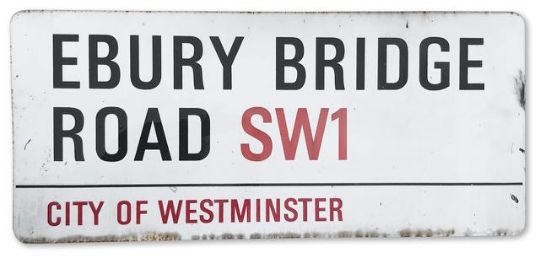 EBURY BRIDGE
ROAD SW1
CITY OF WESTMINSTER